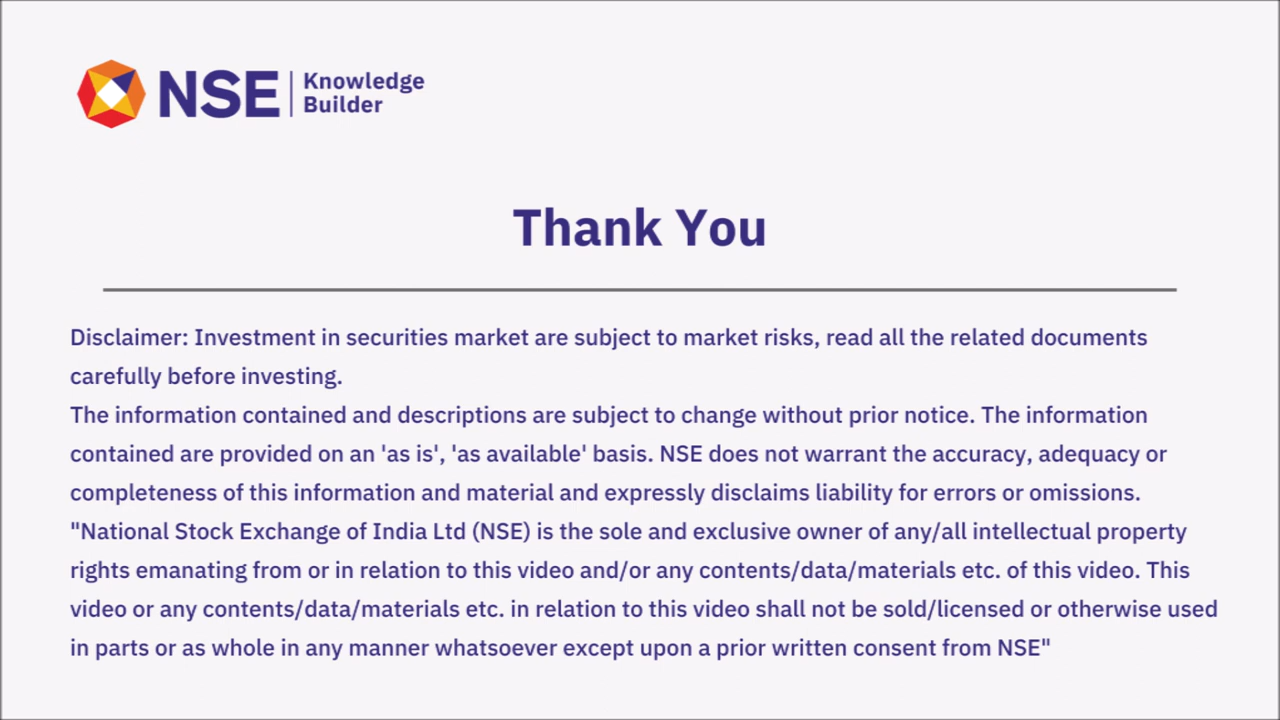 NSE
Knowledge
Builder
Thank You
Disclaimer: Investment in securities market are subject to market risks, read all the related documents
carefully before investing.
The information contained and descriptions are subject to change without prior notice. The information
contained are provided on an 'as is', 'as available' basis. NSE does not warrant the accuracy, adequacy or
completeness of this information and material and expressly disclaims liability for errors or omissions.
"National Stock Exchange of India Ltd (NSE) is the sole and exclusive owner of any/all intellectual property
rights emanating from or in relation to this video and/or any contents/data/materials etc. of this video. This
video or any contents/data/materials etc. in relation to this video shall not be sold/licensed or otherwise used
in parts or as whole in any manner whatsoever except upon a prior written consent from NSE"